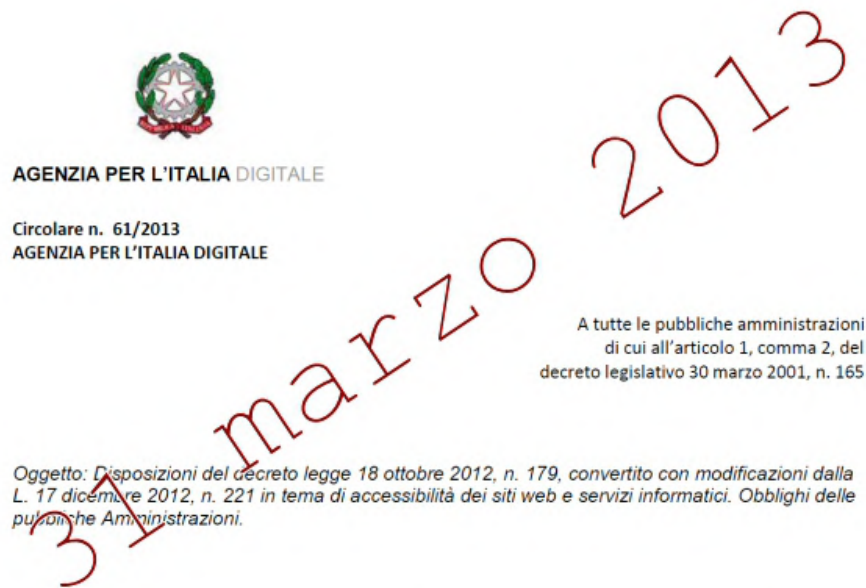 AGENZIA PER L'ITALIA DIGITALE
Circolare n. 61/2013
AGENZIA PER L'ITALIA DIGITALE
A tutte le pubbliche amministrazioni
di cui all'articolo 1, comma 2, del
decreto legislativo 30 marzo 2001, n. 165
Oggetto: Disposizioni del decreto legge 18 ottobre 2012, n. 179, convertito con modificazioni dalla
L. 17 dicembre 2012, n. 221 in tema di accessibilità dei siti web e servizi informatici. Obblighi delle
pubbliche Amministrazioni.
31 marzo 2013